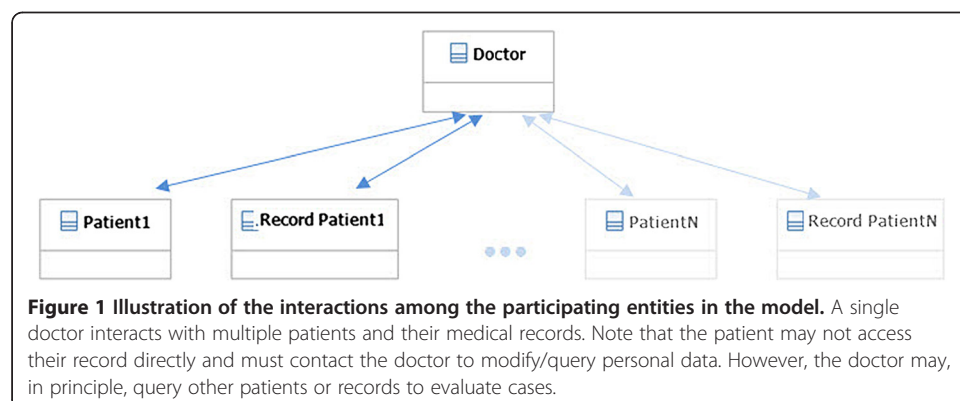 Doctor
Patient1
Record Patient1
PatientN
Record PatientN
Figure 1 Illustration of the interactions among the participating entities in the model. A single
doctor interacts with multiple patients and their medical records. Note that the patient may not access
their record directly and must contact the doctor to modify/query personal data. However, the doctor may,
in principle, query other patients or records to evaluate cases.